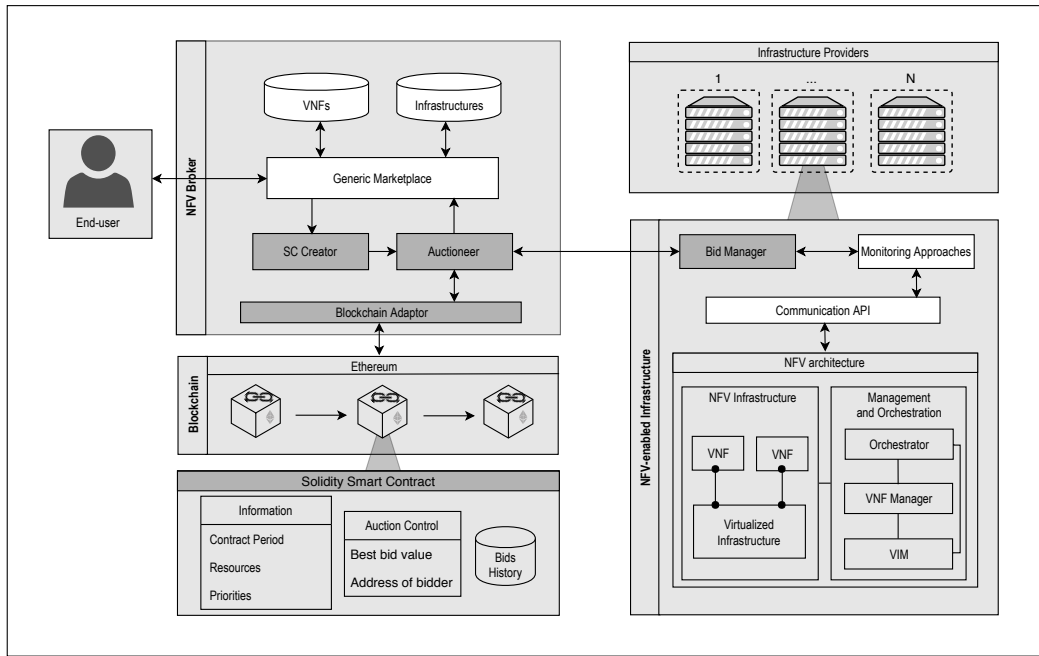 NFV Broker
VNFs
Infrastructures
Generic Marketplace
SC Creator
Auctioneer
Blockchain Adaptor
End-user
Blockchain
Ethereum
Solidity Smart Contract
Information
Contract Period
Resources
Priorities
Auction Control
Best bid value
Address of bidder
Bids
History
Infrastructure Providers
1
...
N
NFV-enabled Infrastructure
Bid Manager
Monitoring Approaches
Communication API
NFV architecture
NFV Infrastructure
VNF
VNF
Virtualized
Infrastructure
Management
and Orchestration
Orchestrator
VNF Manager
VIM